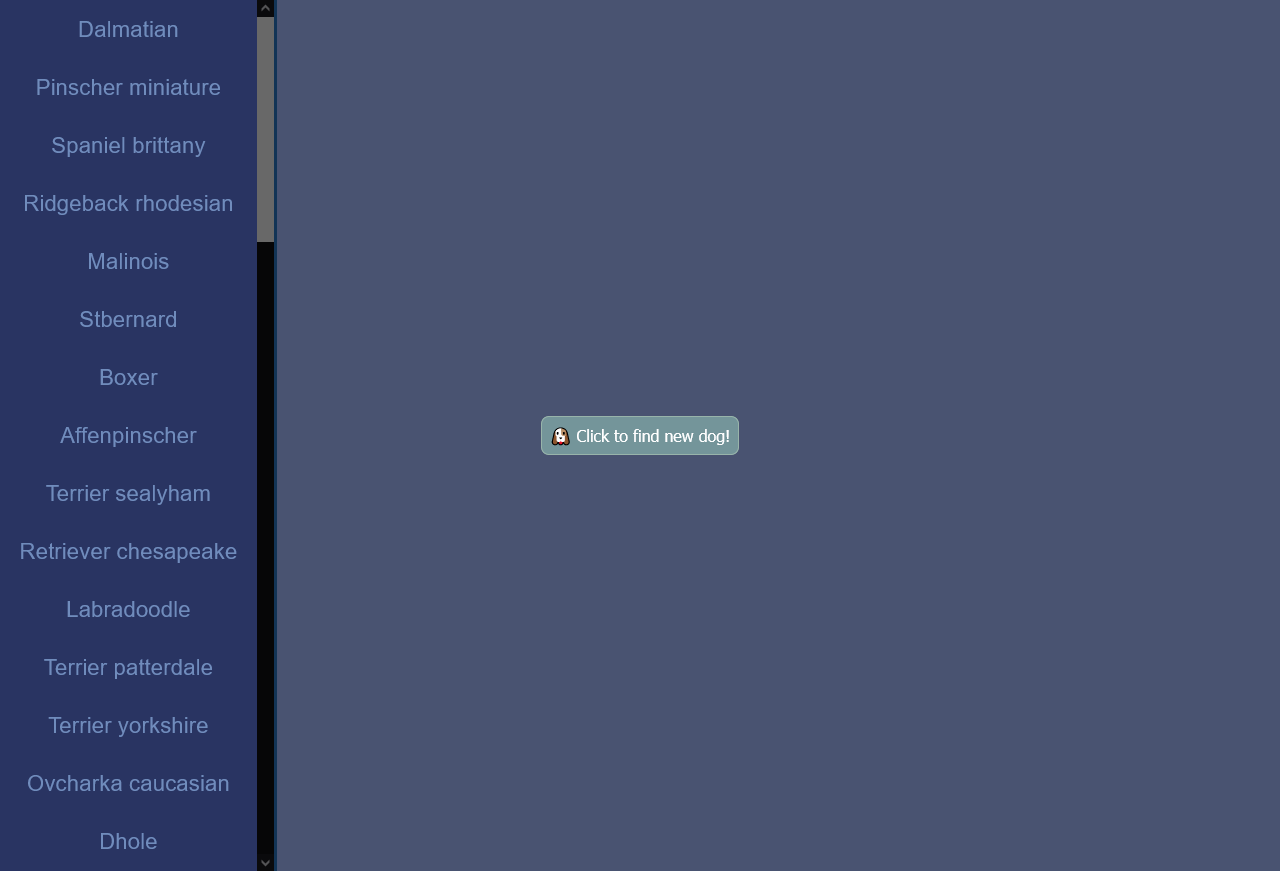 Dalmatian
Pinscher miniature
Spaniel brittany
Ridgeback rhodesian
Malinois
Stbernard
Boxer
Affenpinscher
Terrier sealyham
Retriever chesapeake
Labradoodle
Terrier patterdale
Terrier yorkshire
Ovcharka caucasian
Dhole
Click to find new dog!